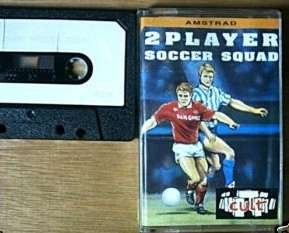 AMSTRAD
2 PLAYER
SOCCER SQUAD
cult